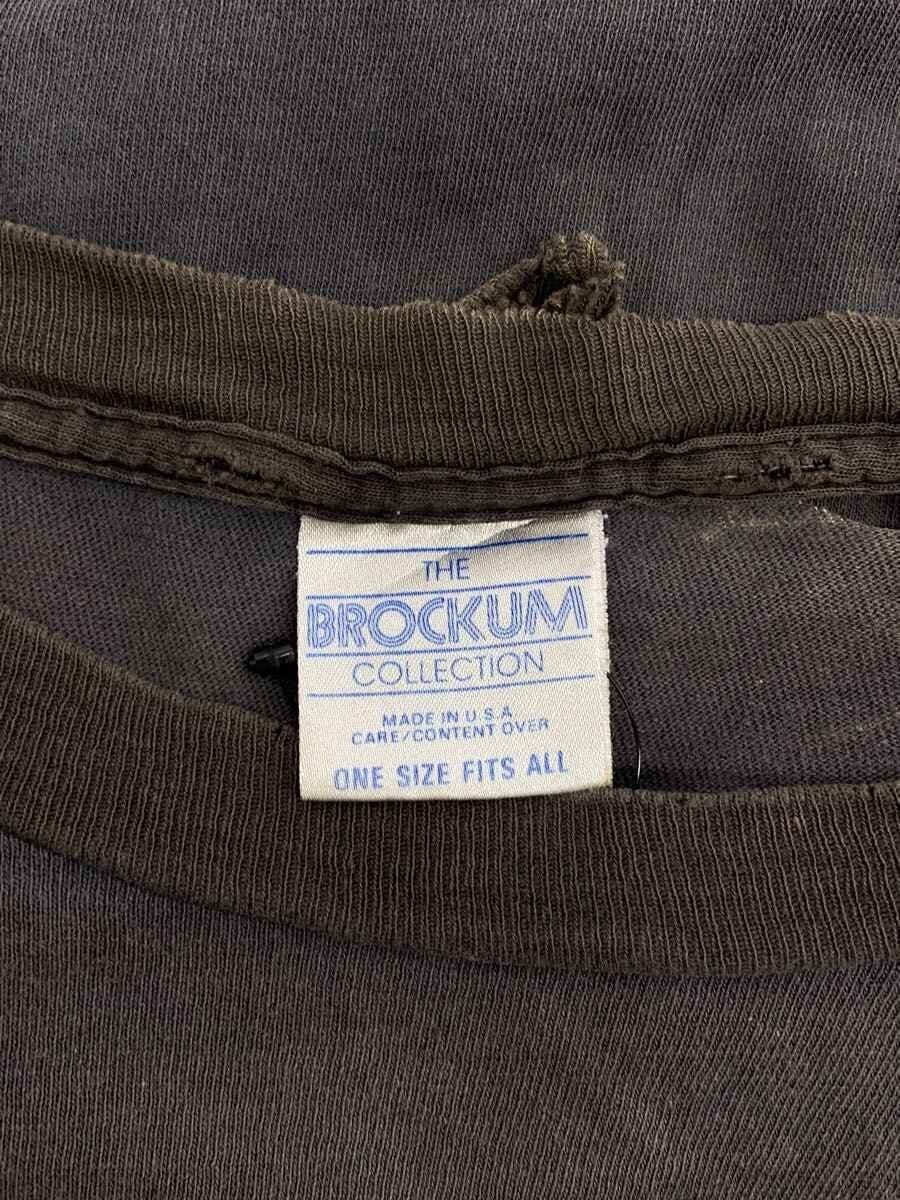 THE
BROCKUM
COLLECTION
MADE IN U.S.A
CARE/CONTENT OVER
ONE SIZE FITS ALL